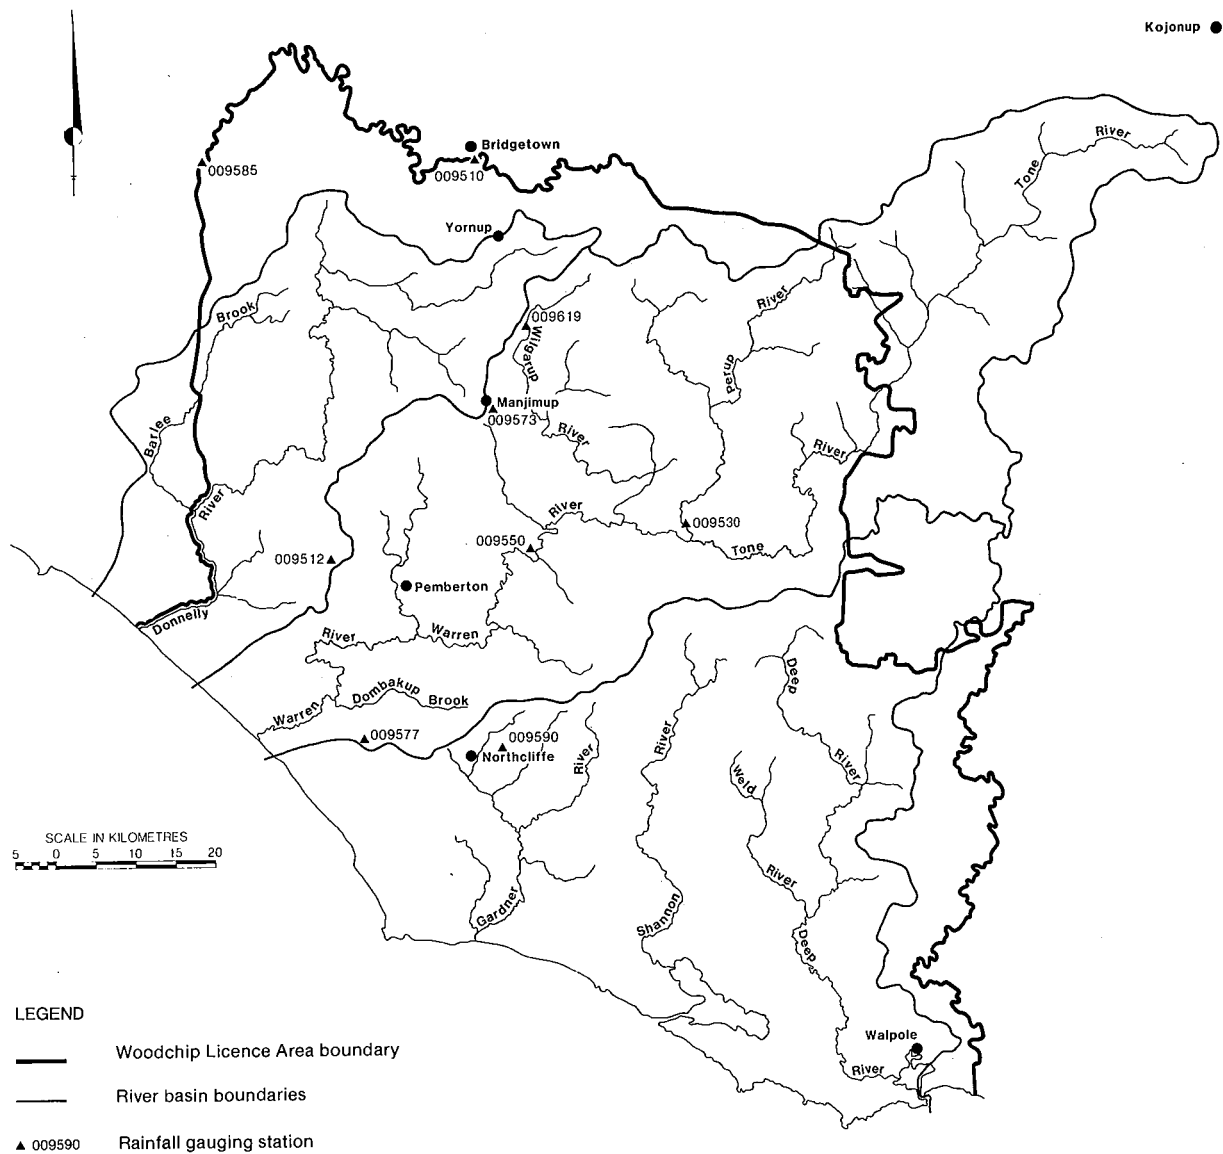 Kojonup
Bridgetown
River
009585
009510
Tone
Yornup
Brook
River
009619
Wilgarup
Perup
Manjimup
009573
Barlee
River
River
River
River
009530
009550
Tone
009512
Pemberton
Donnelly
River
Warren
Deep
Dombakup
Brook
Warren
009577
009590
Northcliffe
River
River
River
Weld
SCALE IN KILOMETRES
5 0 5 10 15 20
River
Gardner
Shannon
Deep
LEGEND
Walpole
Woodchip Licence Area boundary
River
River basin boundaries
009590 Rainfall gauging station